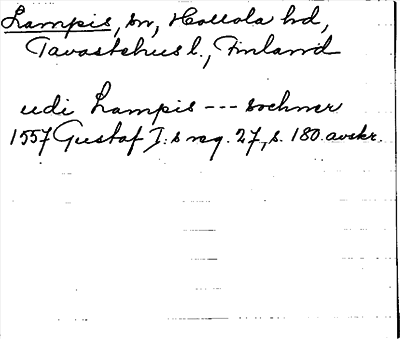 Lampis, sn, Hollola hd,
Tavastehus l., Finland
udi Lampis --- sochner
1557 Gustaf I:s reg. 27, s. 180. avskr.